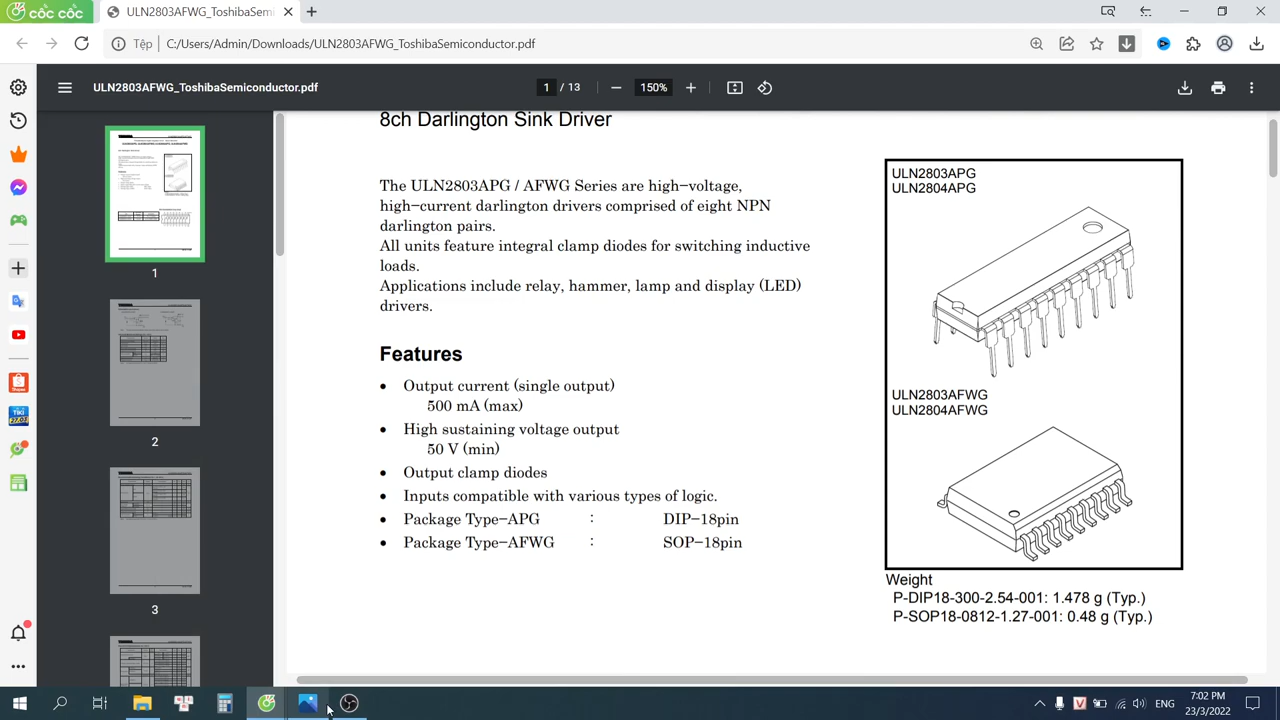 cốc cốc
ULN2803AFWG_ToshibaSemi
Tệp
C:/Users/Admin/Downloads/ULN2803AFWG_ToshibaSemiconductor.pdf
ULN2803AFWG_ToshibaSemiconductor.pdf
1 / 13
150%
8ch Darlington Sink Driver
The ULN2803APG / AFWG Series are high−voltage,
high−current darlington drivers comprised of eight NPN
darlington pairs.
All units feature integral clamp diodes for switching inductive
loads.
Applications include relay, hammer, lamp and display (LED)
drivers.
Features
• Output current (single output)
500 mA (max)
• High sustaining voltage output
50 V (min)
• Output clamp diodes
• Inputs compatible with various types of logic.
• Package Type−APG : DIP−18pin
• Package Type−AFWG : SOP−18pin
ULN2803APG
ULN2804APG
ULN2803AFWG
ULN2804AFWG
Weight
P-DIP18-300-2.54-001: 1.478 g (Typ.)
P-SOP18-0812-1.27-001: 0.48 g (Typ.)
1
2
3
ENG
7:02 PM
23/3/2022